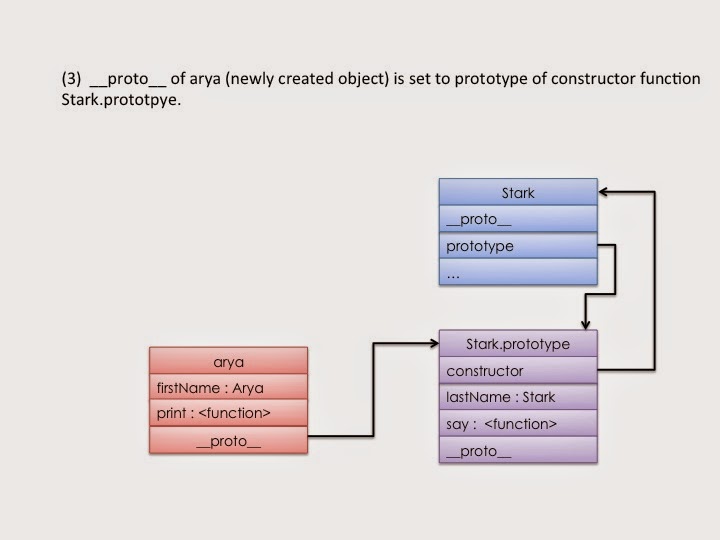 (3) __proto__ of arya (newly created object) is set to prototype of constructor function
Stark.prototpye.
Stark
__proto__
prototype
...
Stark.prototype
constructor
lastName : Stark
say : <function>
__proto__
arya
firstName : Arya
print : <function>
__proto__